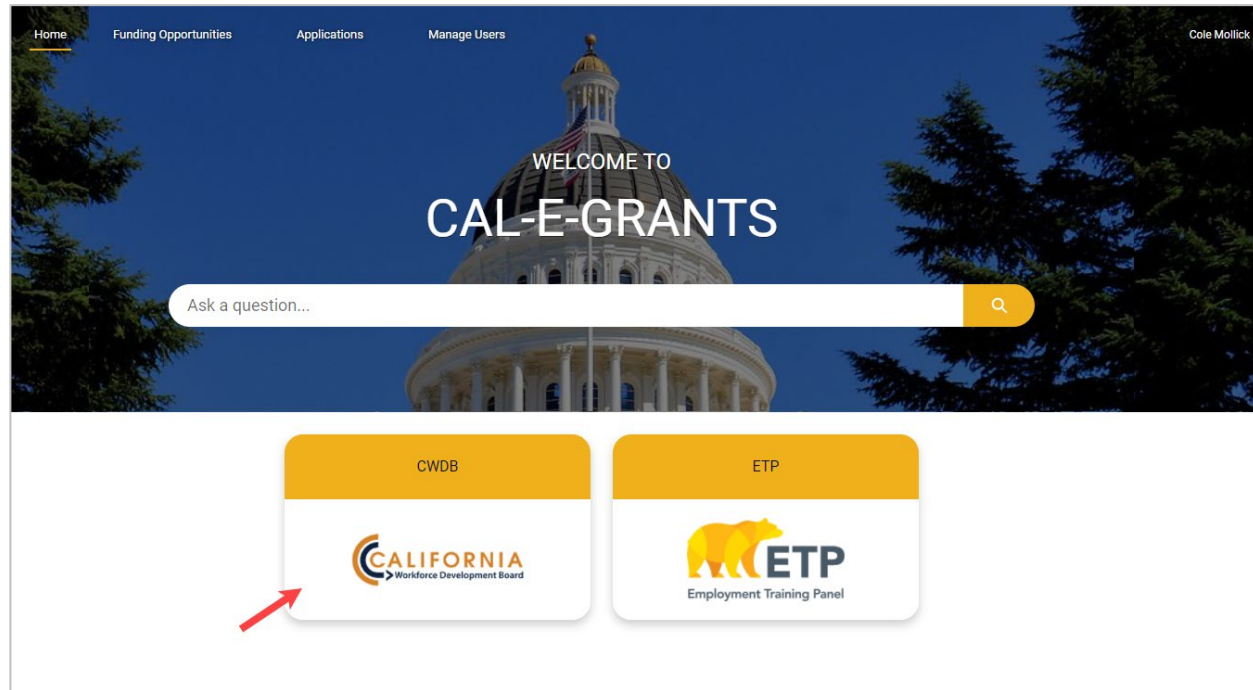 Home Funding Opportunities Applications Manage Users Cole Mollick
WELCOME TO
CAL-E-GRANTS
Ask a question...
CWDB
CALIFORNIA
Workforce Development Board
ETP
ETP
Employment Training Panel